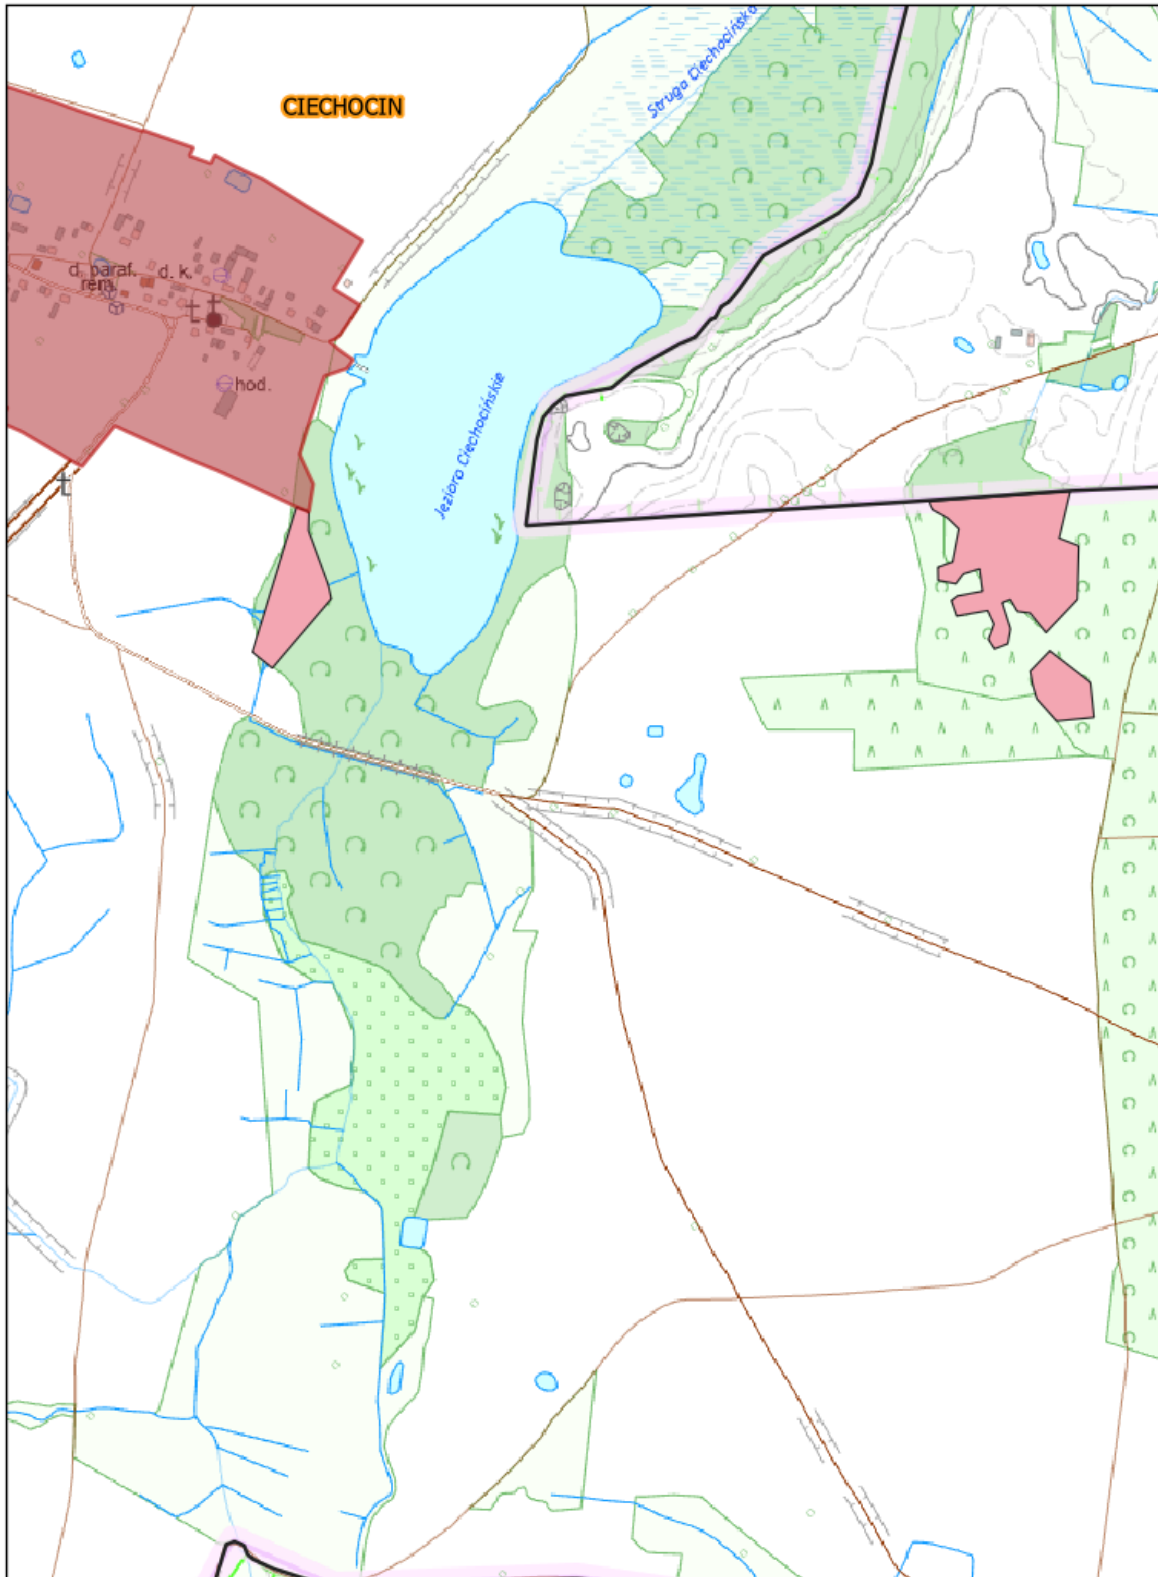 Struga Ciechocińska
CIECHOCIN
d. paraf.
d. k.
rem.
hod.
Jezioro Ciechocińskie